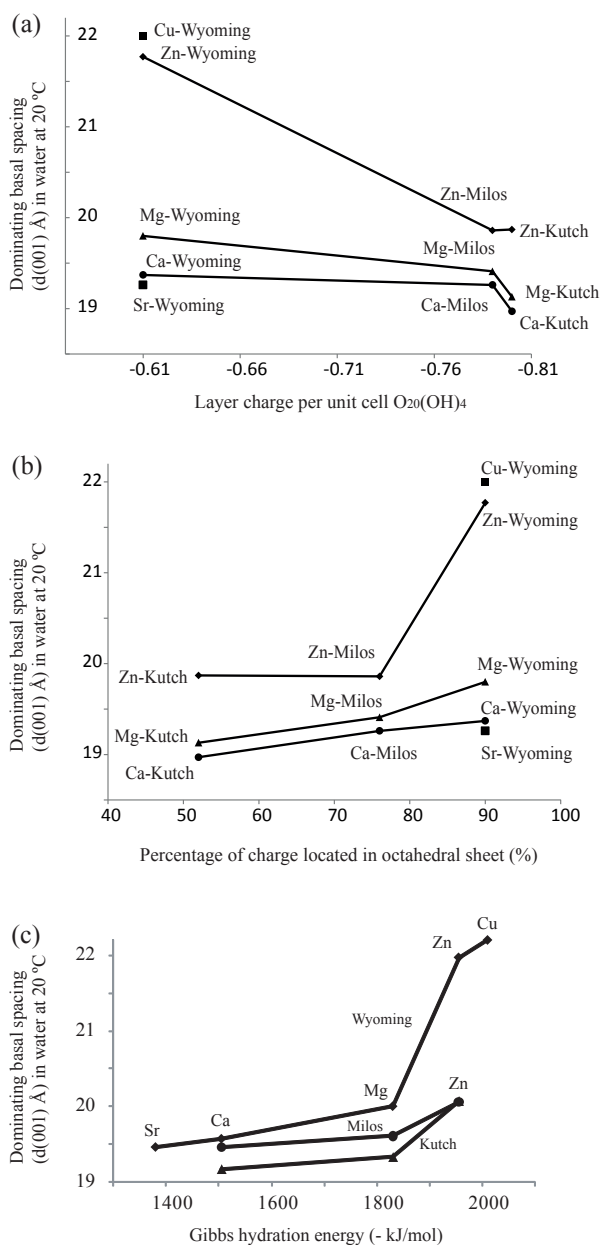 (a)
22
21
20
19
Dominating basal spacing
(d(001) Å) in water at 20 ºC
Cu-Wyoming
Zn-Wyoming
Zn-Milos
Zn-Kutch
Mg-Wyoming
Mg-Milos
Mg-Kutch
Ca-Wyoming
Sr-Wyoming
Ca-Milos
Ca-Kutch
-0.61 -0.66 -0.71 -0.76 -0.81
Layer charge per unit cell O20(OH)4
(b)
22
21
20
19
Dominating basal spacing
(d(001) Å) in water at 20 ºC
Cu-Wyoming
Zn-Wyoming
Zn-Milos
Zn-Kutch
Mg-Wyoming
Mg-Milos
Mg-Kutch
Ca-Wyoming
Ca-Milos
Ca-Kutch
Sr-Wyoming
40 50 60 70 80 90 100
Percentage of charge located in octahedral sheet (%)
(c)
22
21
20
19
Dominating basal spacing
(d(001) Å) in water at 20 ºC
Cu
Zn
Wyoming
Mg
Zn
Sr
Ca
Milos
Kutch
1400 1600 1800 2000
Gibbs hydration energy (- kJ/mol)